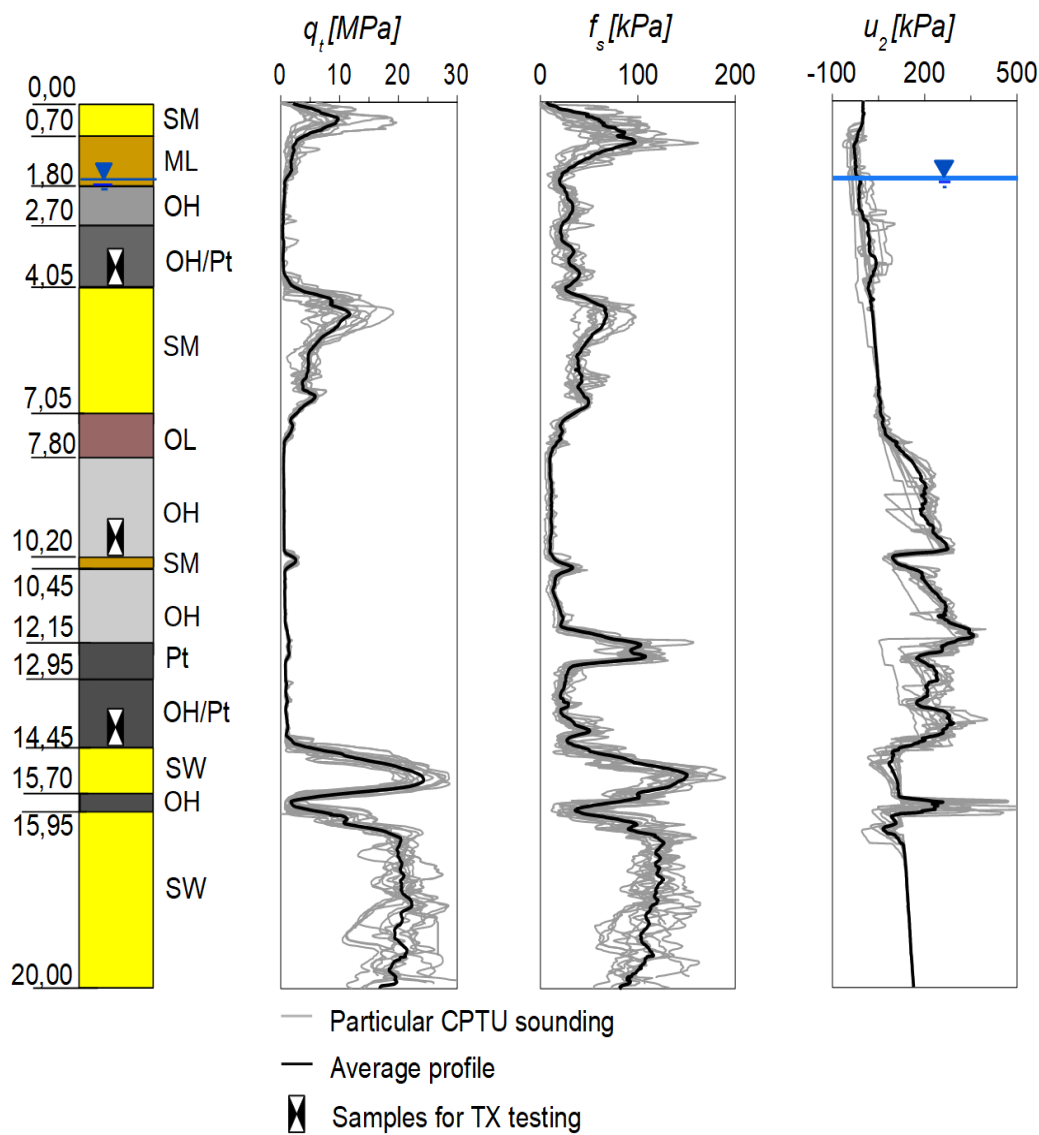 q_t [MPa] f_s [kPa] u_2 [kPa]
0 10 20 30 0 100 200 -100 200 500
0,00
0,70 SM
ML
1,80
OH
2,70
OH/Pt
4,05
SM
7,05
OL
7,80
OH
10,20
SM
10,45
OH
12,15
Pt
12,95
OH/Pt
14,45
SW
15,70
OH
15,95
SW
20,00
Particular CPTU sounding
Average profile
Samples for TX testing